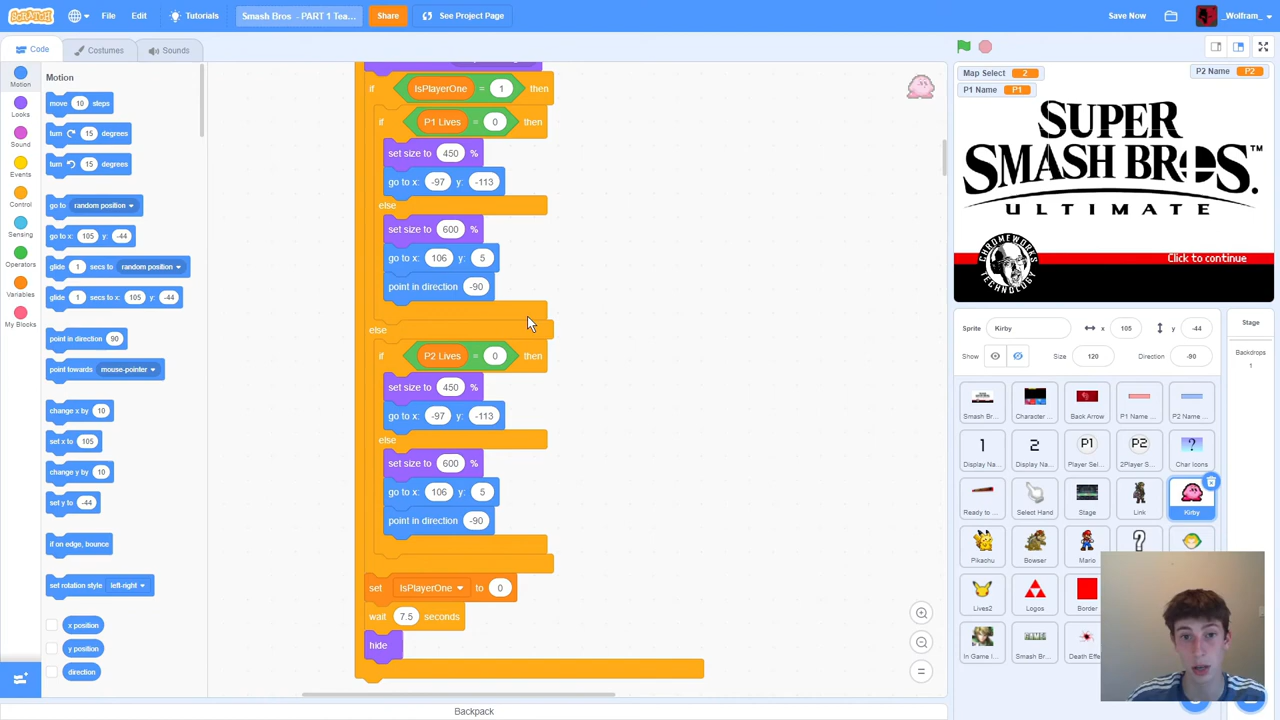 SCRATCH
File
Edit
Tutorials
Smash Bros - PART 1 Tea...
Share
See Project Page
Save Now
_Wolfram_
Code
Costumes
Sounds
Motion
Looks
Sound
Events
Control
Sensing
Operators
Variables
My Blocks
Motion
move 10 steps
turn 15 degrees
turn 15 degrees
go to random position
go to x: 105 y: -44
glide 1 secs to random position
glide 1 secs to x: 105 y: -44
point in direction 90
point towards mouse-pointer
change x by 10
set x to 105
change y by 10
set y to -44
if on edge, bounce
set rotation style left-right
x position
y position
direction
if IsPlayerOne = 1 then
if P1 Lives = 0 then
set size to 450 %
go to x: -97 y: -113
else
set size to 600 %
go to x: 106 y: 5
point in direction -90
else
if P2 Lives = 0 then
set size to 450 %
go to x: -97 y: -113
else
set size to 600 %
go to x: 106 y: 5
point in direction -90
set IsPlayerOne to 0
wait 7.5 seconds
hide
Backpack
Map Select 2
P2 Name P2
P1 Name P1
SUPER
SMASH BROS.™
ULTIMATE
CHROMEWORKS
TECHNOLOGY
Click to continue
Sprite Kirby x 105 y -44
Show Size 120 Direction -90
Stage
Backdrops
1
Smash Br... Character ... Back Arrow P1 Name ... P2 Name ...
1 2 P1 P2 ?
Display Na... Display Na... Player Sel... 2Player S... Char Icons
Ready to ... Select Hand Stage Link Kirby
Pikachu Bowser Mario ?
Lives2 Logos Border
In Game I... Smash Br... Death Effe